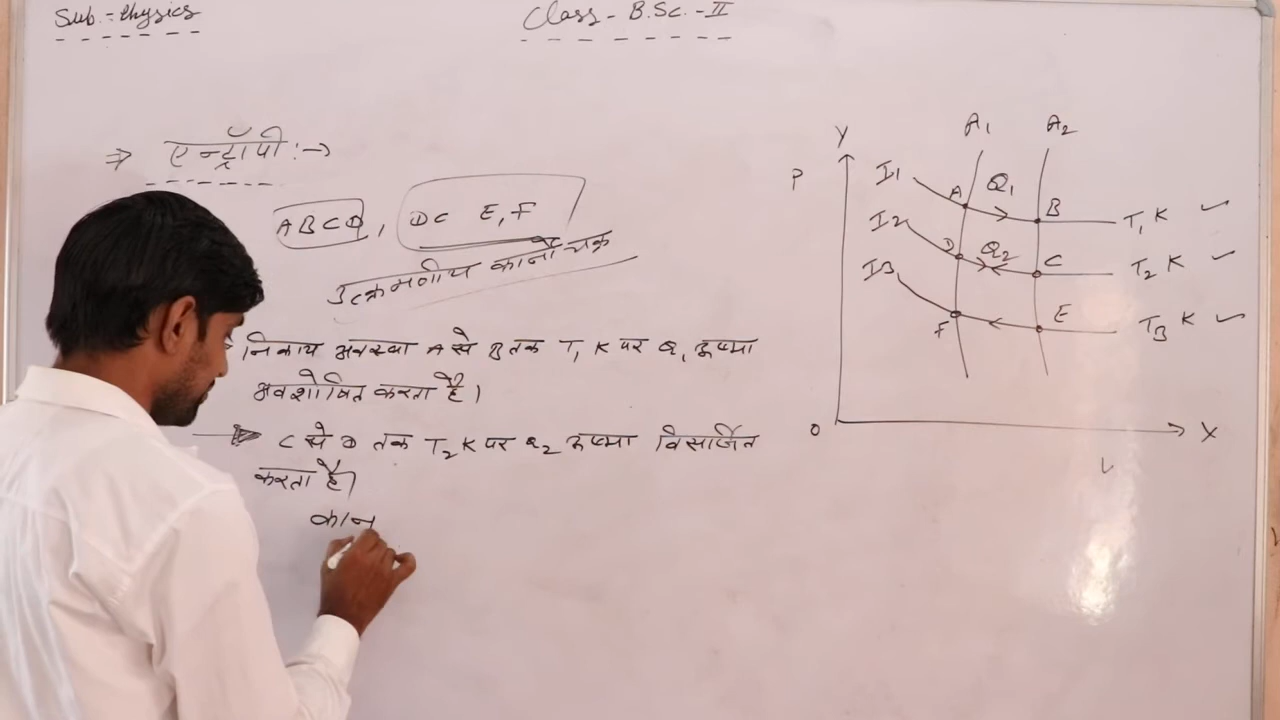 Sub.- Physics
Class - B.Sc.-II
⇒ एन्ट्रॉपी :→
ABCD, DC E,F
उत्क्रमणीय कार्नो चक्र
निकाय अवस्था A से B तक T₁ K पर Q₁ ऊष्मा
अवशोषित करता है।
C से D तक T₂ K पर Q₂ ऊष्मा विसर्जित
करता है।
कान
Y
P
A₁ A₂
I₁ A Q₁ B T₁ K ✓
I₂ D Q₂ C T₂ K ✓
I₃ F E T₃ K ✓
O X